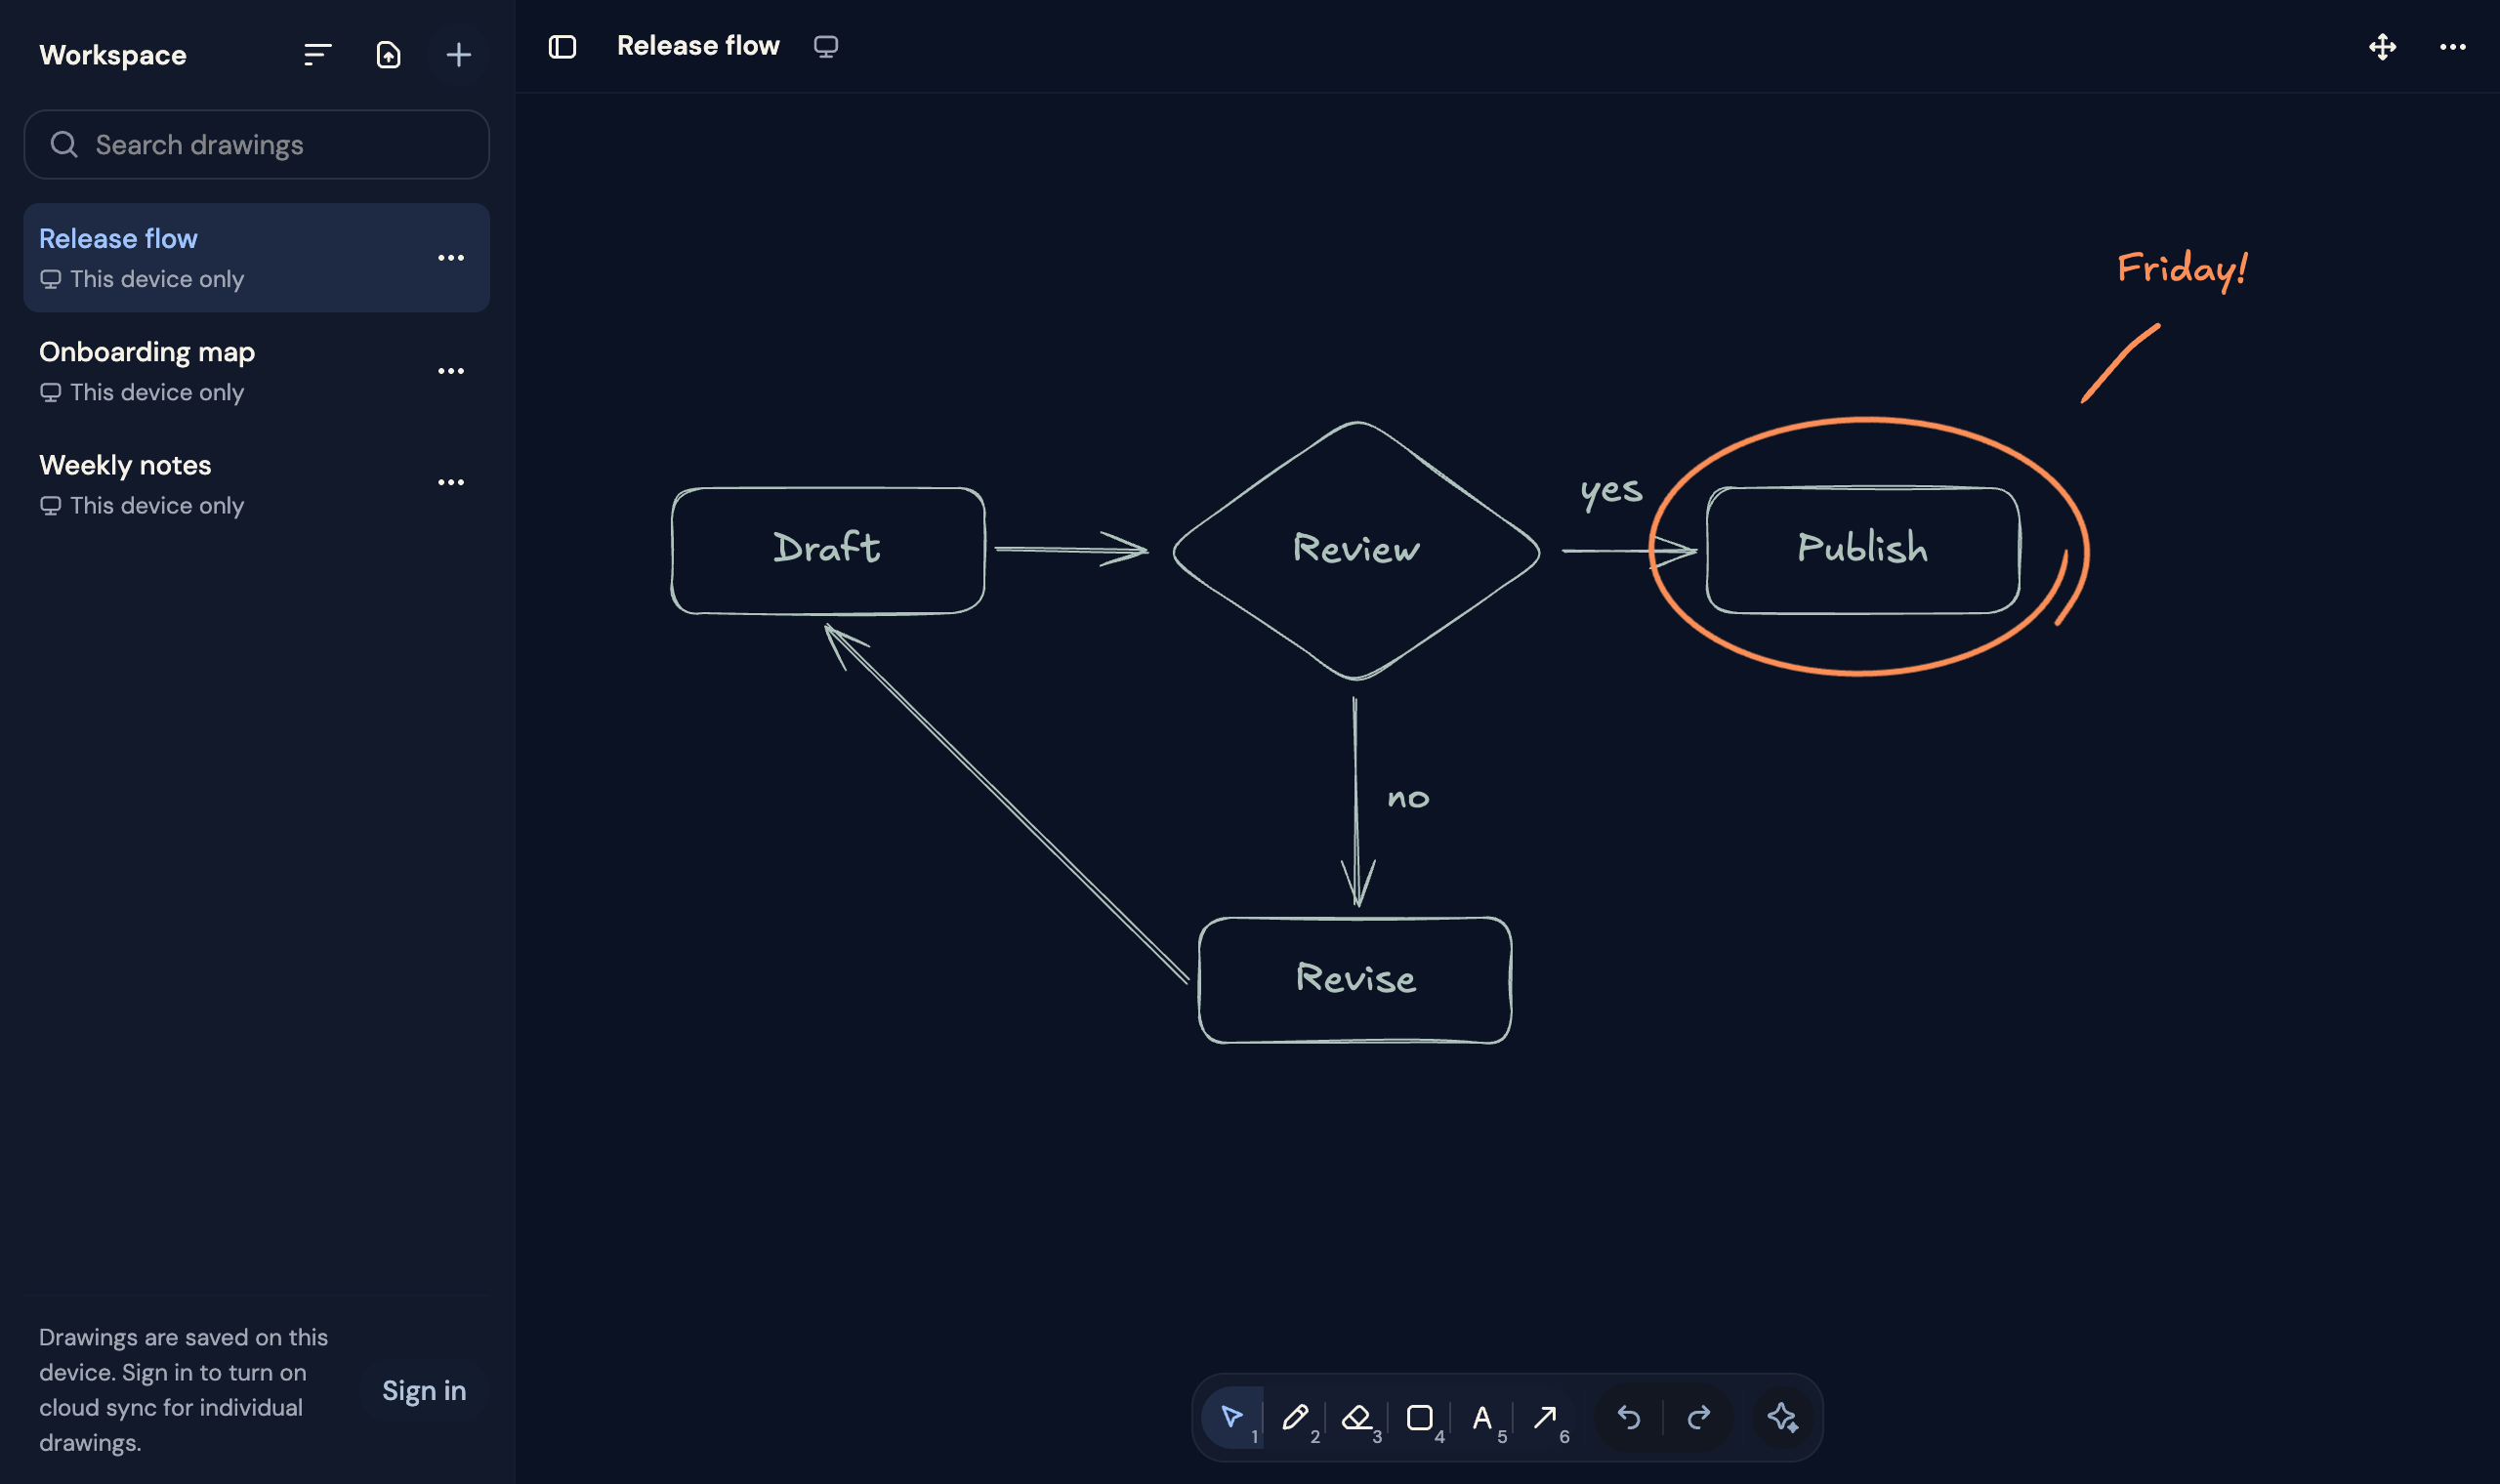 Workspace
Search drawings
Release flow
This device only
Onboarding map
This device only
Weekly notes
This device only
Drawings are saved on this
device. Sign in to turn on
cloud sync for individual
drawings.
Sign in
Release flow
Friday!
yes
Draft
Review
Publish
no
Revise
1
2
3
A
4
5
6